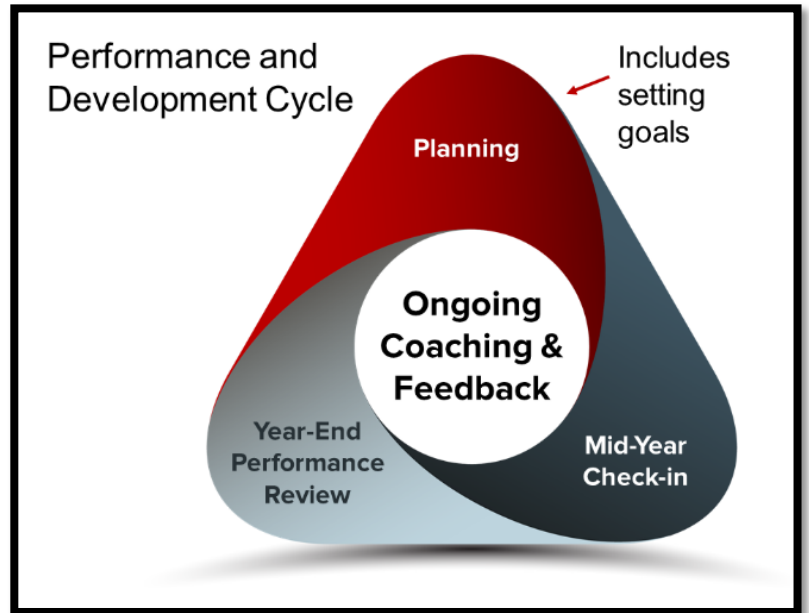 Performance and
Development Cycle
Includes
setting
goals
Planning
Ongoing
Coaching &
Feedback
Year-End
Performance
Review
Mid-Year
Check-in